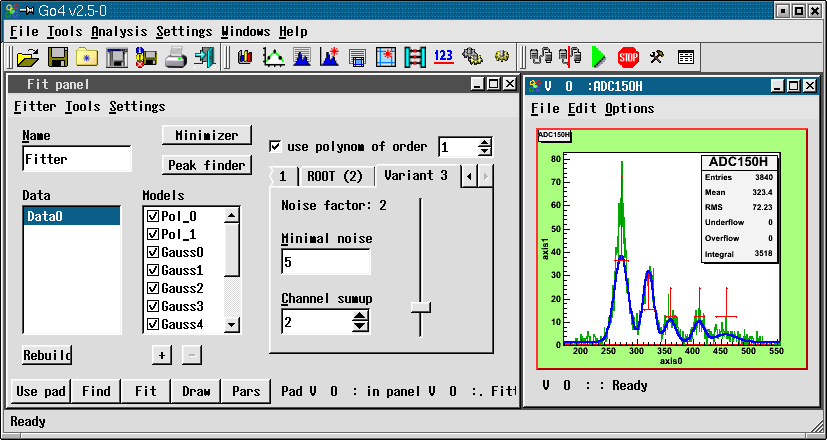 Go4 v2.5-0
File Tools Analysis Settings Windows Help
123
STOP
Fit panel
Fitter Tools Settings
Name
Fitter
Minimizer
Peak finder
use polynom of order 1
1 ROOT (2) Variant 3
Noise factor: 2
Minimal noise
5
Channel sumup
2
Data
Data0
Models
Pol_0
Pol_1
Gauss0
Gauss1
Gauss2
Gauss3
Gauss4
Rebuild
+ -
Use pad Find Fit Draw Pars Pad V 0 : in panel V 0 :. Fitt
V 0 :ADC150H
File Edit Options
ADC150H
ADC150H
Entries 3840
Mean 323.4
RMS 72.23
Underflow 0
Overflow 0
Integral 3518
axis1
80
70
60
50
40
30
20
10
0
200 250 300 350 400 450 500 550
axis0
V 0 : : Ready
Ready